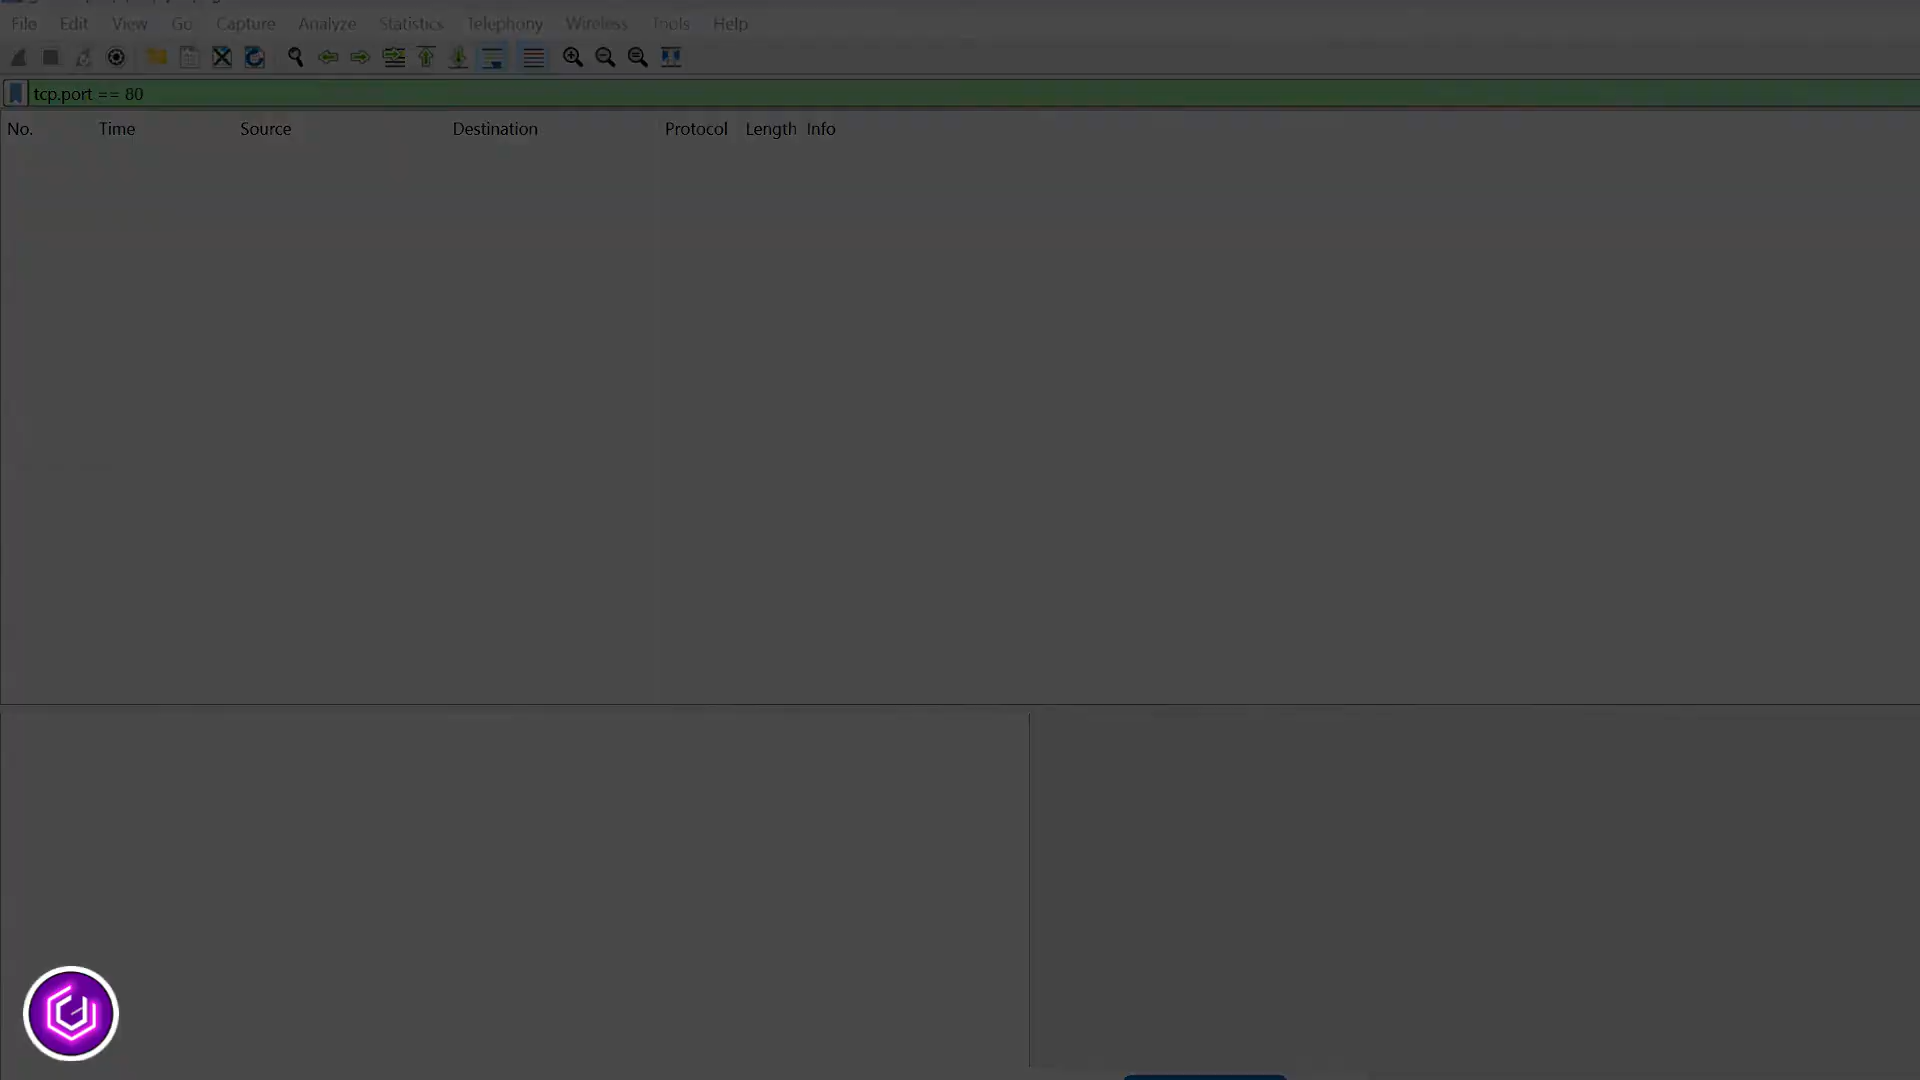 File Edit View Go Capture Analyze Statistics Telephony Wireless Tools Help
tcp.port == 80
No. Time Source Destination Protocol Length Info